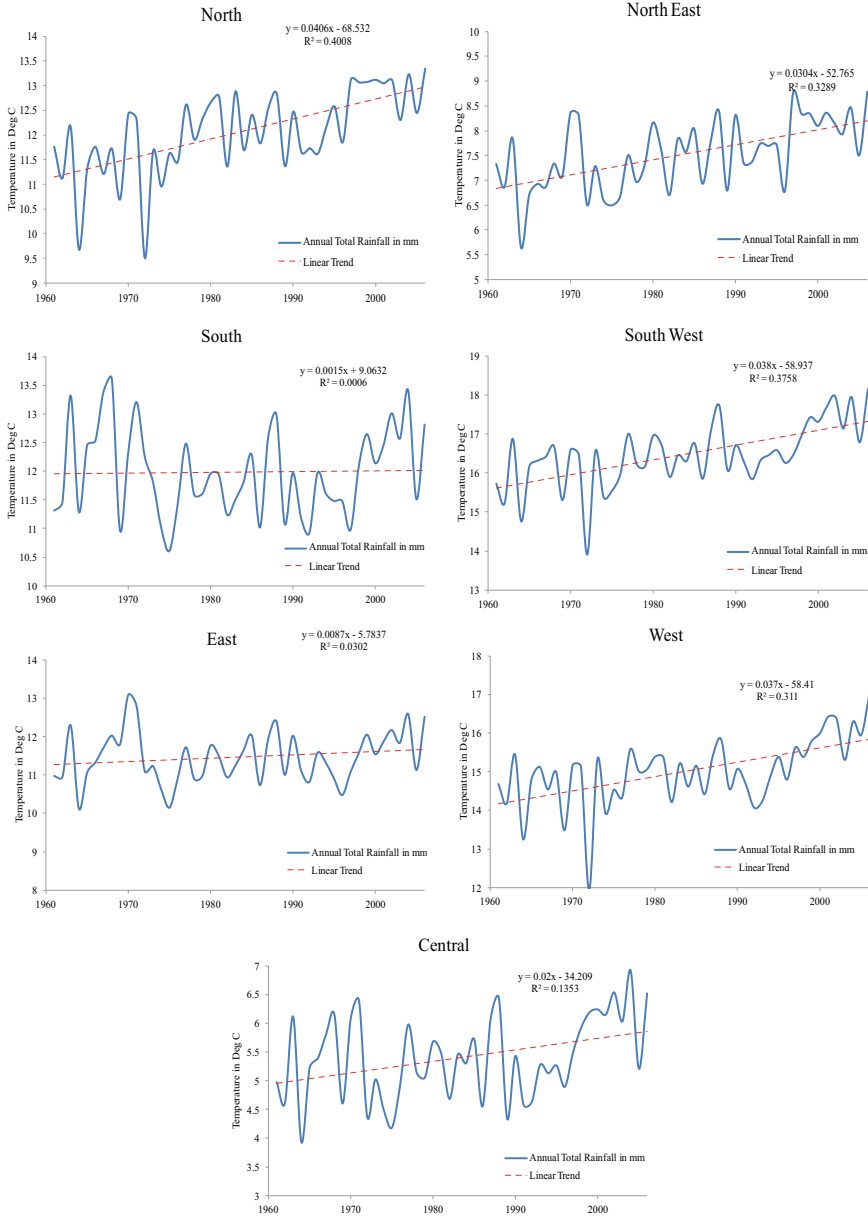 North
y = 0.0406x - 68.532
R² = 0.4008
14
13.5
13
12.5
12
11.5
11
10.5
10
9.5
9
Temperature in Deg C
Annual Total Rainfall in mm
Linear Trend
1960
1970
1980
1990
2000
North East
y = 0.0304x - 52.765
R² = 0.3289
10
9.5
9
8.5
8
7.5
7
6.5
6
5.5
5
Temperature in Deg C
Annual Total Rainfall in mm
Linear Trend
1960
1970
1980
1990
2000
South
y = 0.0015x + 9.0632
R² = 0.0006
14
13.5
13
12.5
12
11.5
11
10.5
10
Temperature in Deg C
Annual Total Rainfall in mm
Linear Trend
1960
1970
1980
1990
2000
South West
y = 0.038x - 58.937
R² = 0.3758
19
18
17
16
15
14
13
Temperature in Deg C
Annual Total Rainfall in mm
Linear Trend
1960
1970
1980
1990
2000
East
y = 0.0087x - 5.7837
R² = 0.0302
14
13
12
11
10
9
8
Temperature in Deg C
Annual Total Rainfall in mm
Linear Trend
1960
1970
1980
1990
2000
West
y = 0.037x - 58.41
R² = 0.311
18
17
16
15
14
13
12
Temperature in Deg C
Annual Total Rainfall in mm
Linear Trend
1960
1970
1980
1990
2000
Central
y = 0.02x - 34.209
R² = 0.1353
7
6.5
6
5.5
5
4.5
4
3.5
3
Temperature in Deg C
Annual Total Rainfall in mm
Linear Trend
1960
1970
1980
1990
2000